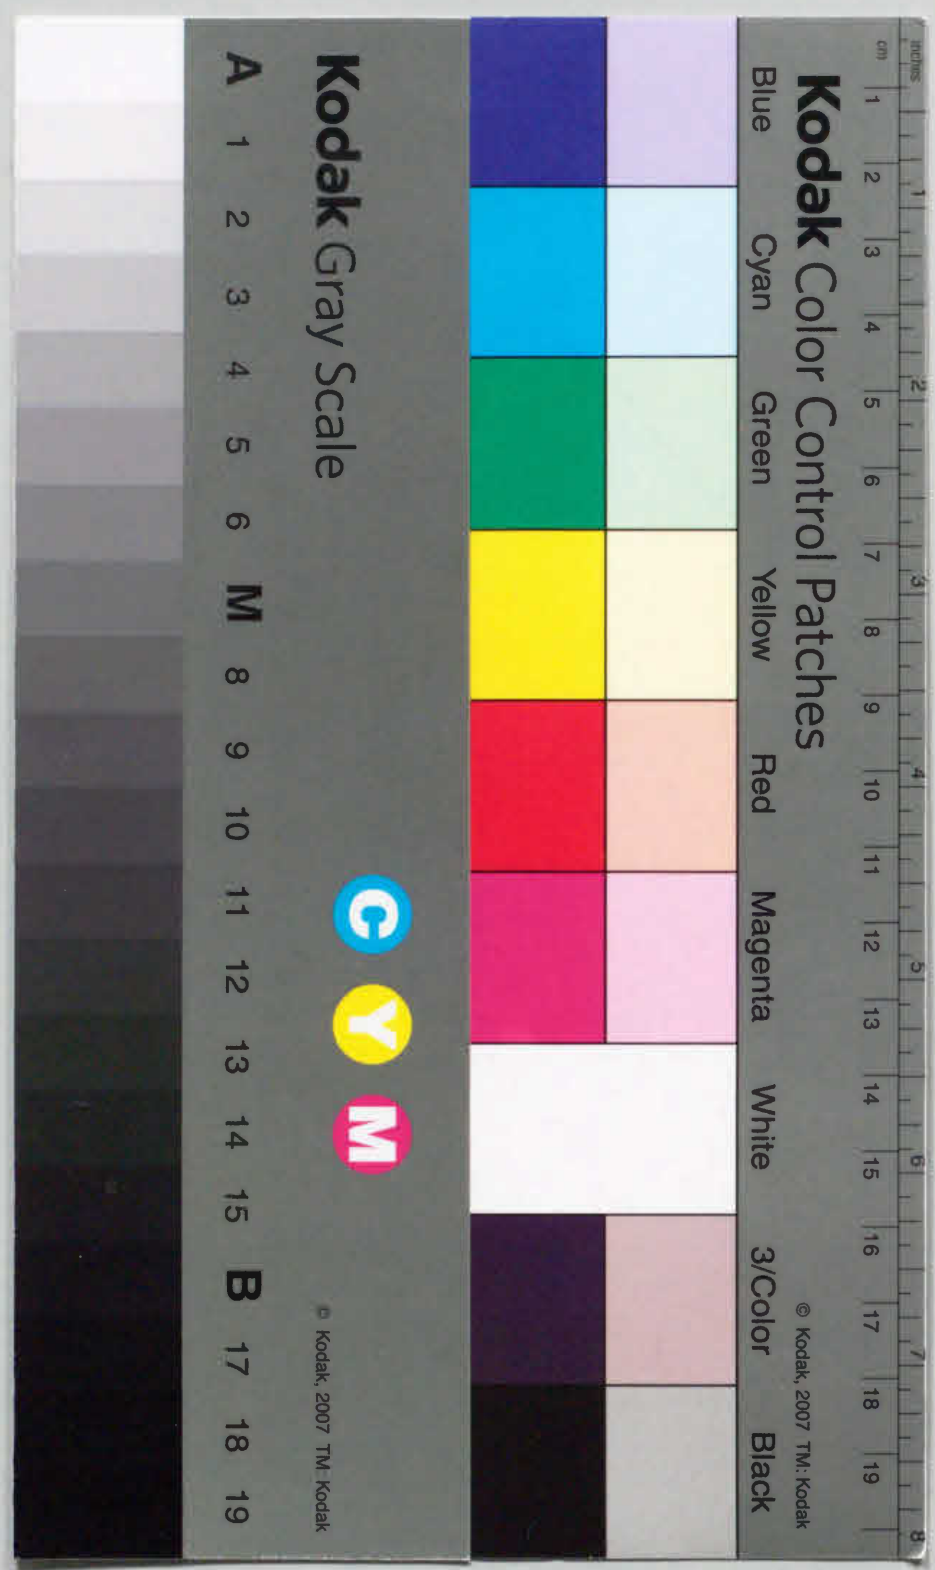 inches 1 2 3 4 5 6 7 8
cm 1 2 3 4 5 6 7 8 9 10 11 12 13 14 15 16 17 18 19
Kodak Color Control Patches
© Kodak, 2007 TM: Kodak
Blue Cyan Green Yellow Red Magenta White 3/Color Black
Kodak Gray Scale
C Y M
© Kodak, 2007 TM: Kodak
A 1 2 3 4 5 6 M 8 9 10 11 12 13 14 15 B 17 18 19